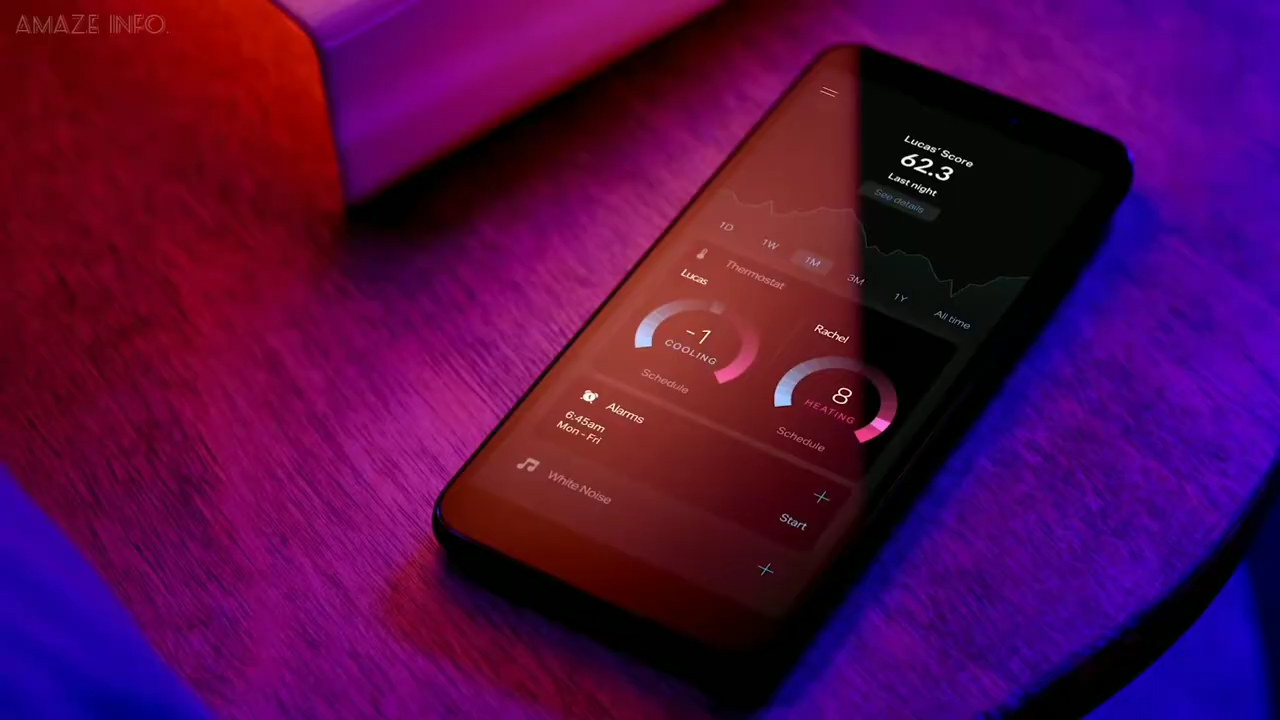 AMAZE INFO.
Lucas' Score
62.3
Last night
See details
1D 1W 1M 3M 1Y All time
Thermostat
Lucas
-1
COOLING
Schedule
Rachel
8
HEATING
Schedule
Alarms
6:45am
Mon - Fri
+
White Noise
Start
+